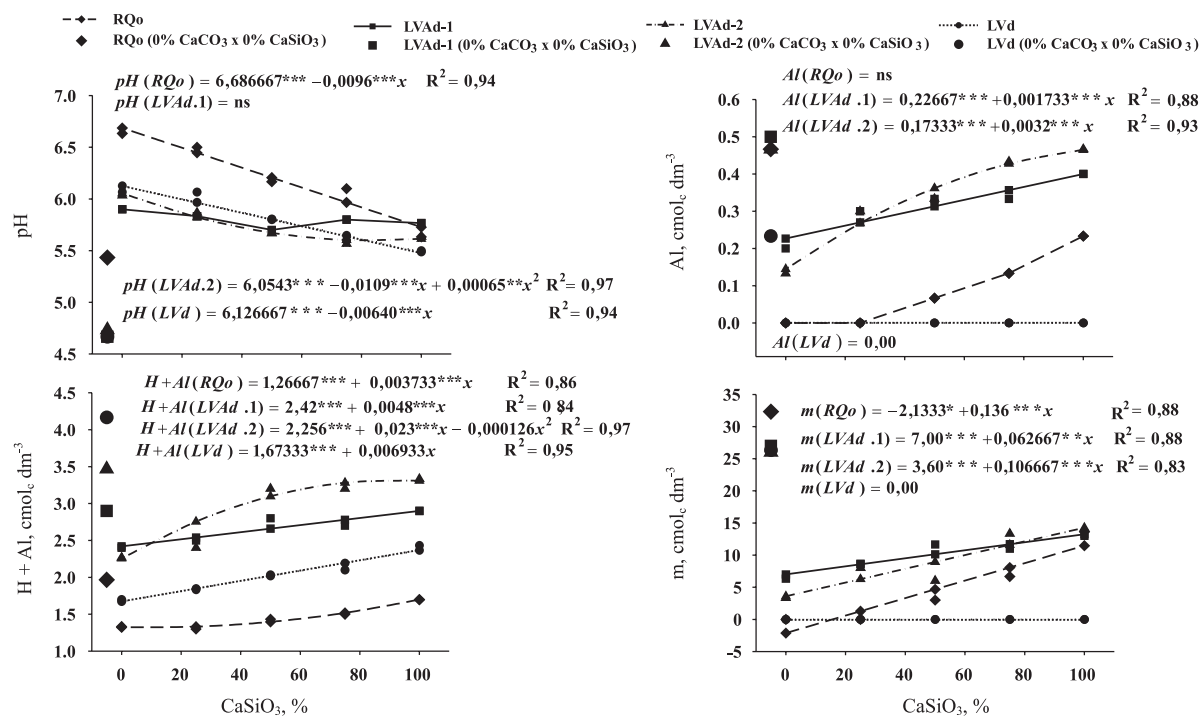 RQo LVAd-1 LVAd-2 LVd
RQo (0% CaCO₃ x 0% CaSiO₃) LVAd-1 (0% CaCO₃ x 0% CaSiO₃) LVAd-2 (0% CaCO₃ x 0% CaSiO₃) LVd (0% CaCO₃ x 0% CaSiO₃)
pH (RQo) = 6,686667*** −0,0096***x R² = 0,94
pH (LVAd.1) = ns
pH (LVAd.2) = 6,0543*** −0,0109***x + 0,00065**x² R² = 0,97
pH (LVd) = 6,126667*** −0,00640***x R² = 0,94
pH
7.0
6.5
6.0
5.5
5.0
4.5
Al(RQo) = ns
Al(LVAd .1) = 0,22667*** +0,001733*** x R² = 0,88
Al(LVAd .2) = 0,17333*** +0,0032*** x R² = 0,93
Al(LVd) = 0,00
Al, cmol_c dm⁻³
0.6
0.5
0.4
0.3
0.2
0.1
0.0
H+Al(RQo) = 1,26667*** + 0,003733***x R² = 0,86
H+Al(LVAd .1) = 2,42*** + 0,0048***x R² = 0 84
H+Al(LVAd .2) = 2,256*** + 0,023***x − 0,000126x² R² = 0,97
H+Al(LVd) = 1,67333*** + 0,006933x R² = 0,95
H + Al, cmol_c dm⁻³
4.5
4.0
3.5
3.0
2.5
2.0
1.5
1.0
0 20 40 60 80 100
CaSiO₃, %
m(RQo) = −2,1333* +0,136 ***x R² = 0,88
m(LVAd .1) = 7,00*** +0,062667**x R² = 0,88
m(LVAd .2) = 3,60*** +0,106667***x R² = 0,83
m(LVd) = 0,00
m, cmol_c dm⁻³
35
30
25
20
15
10
5
0
-5
0 20 40 60 80 100
CaSiO₃, %